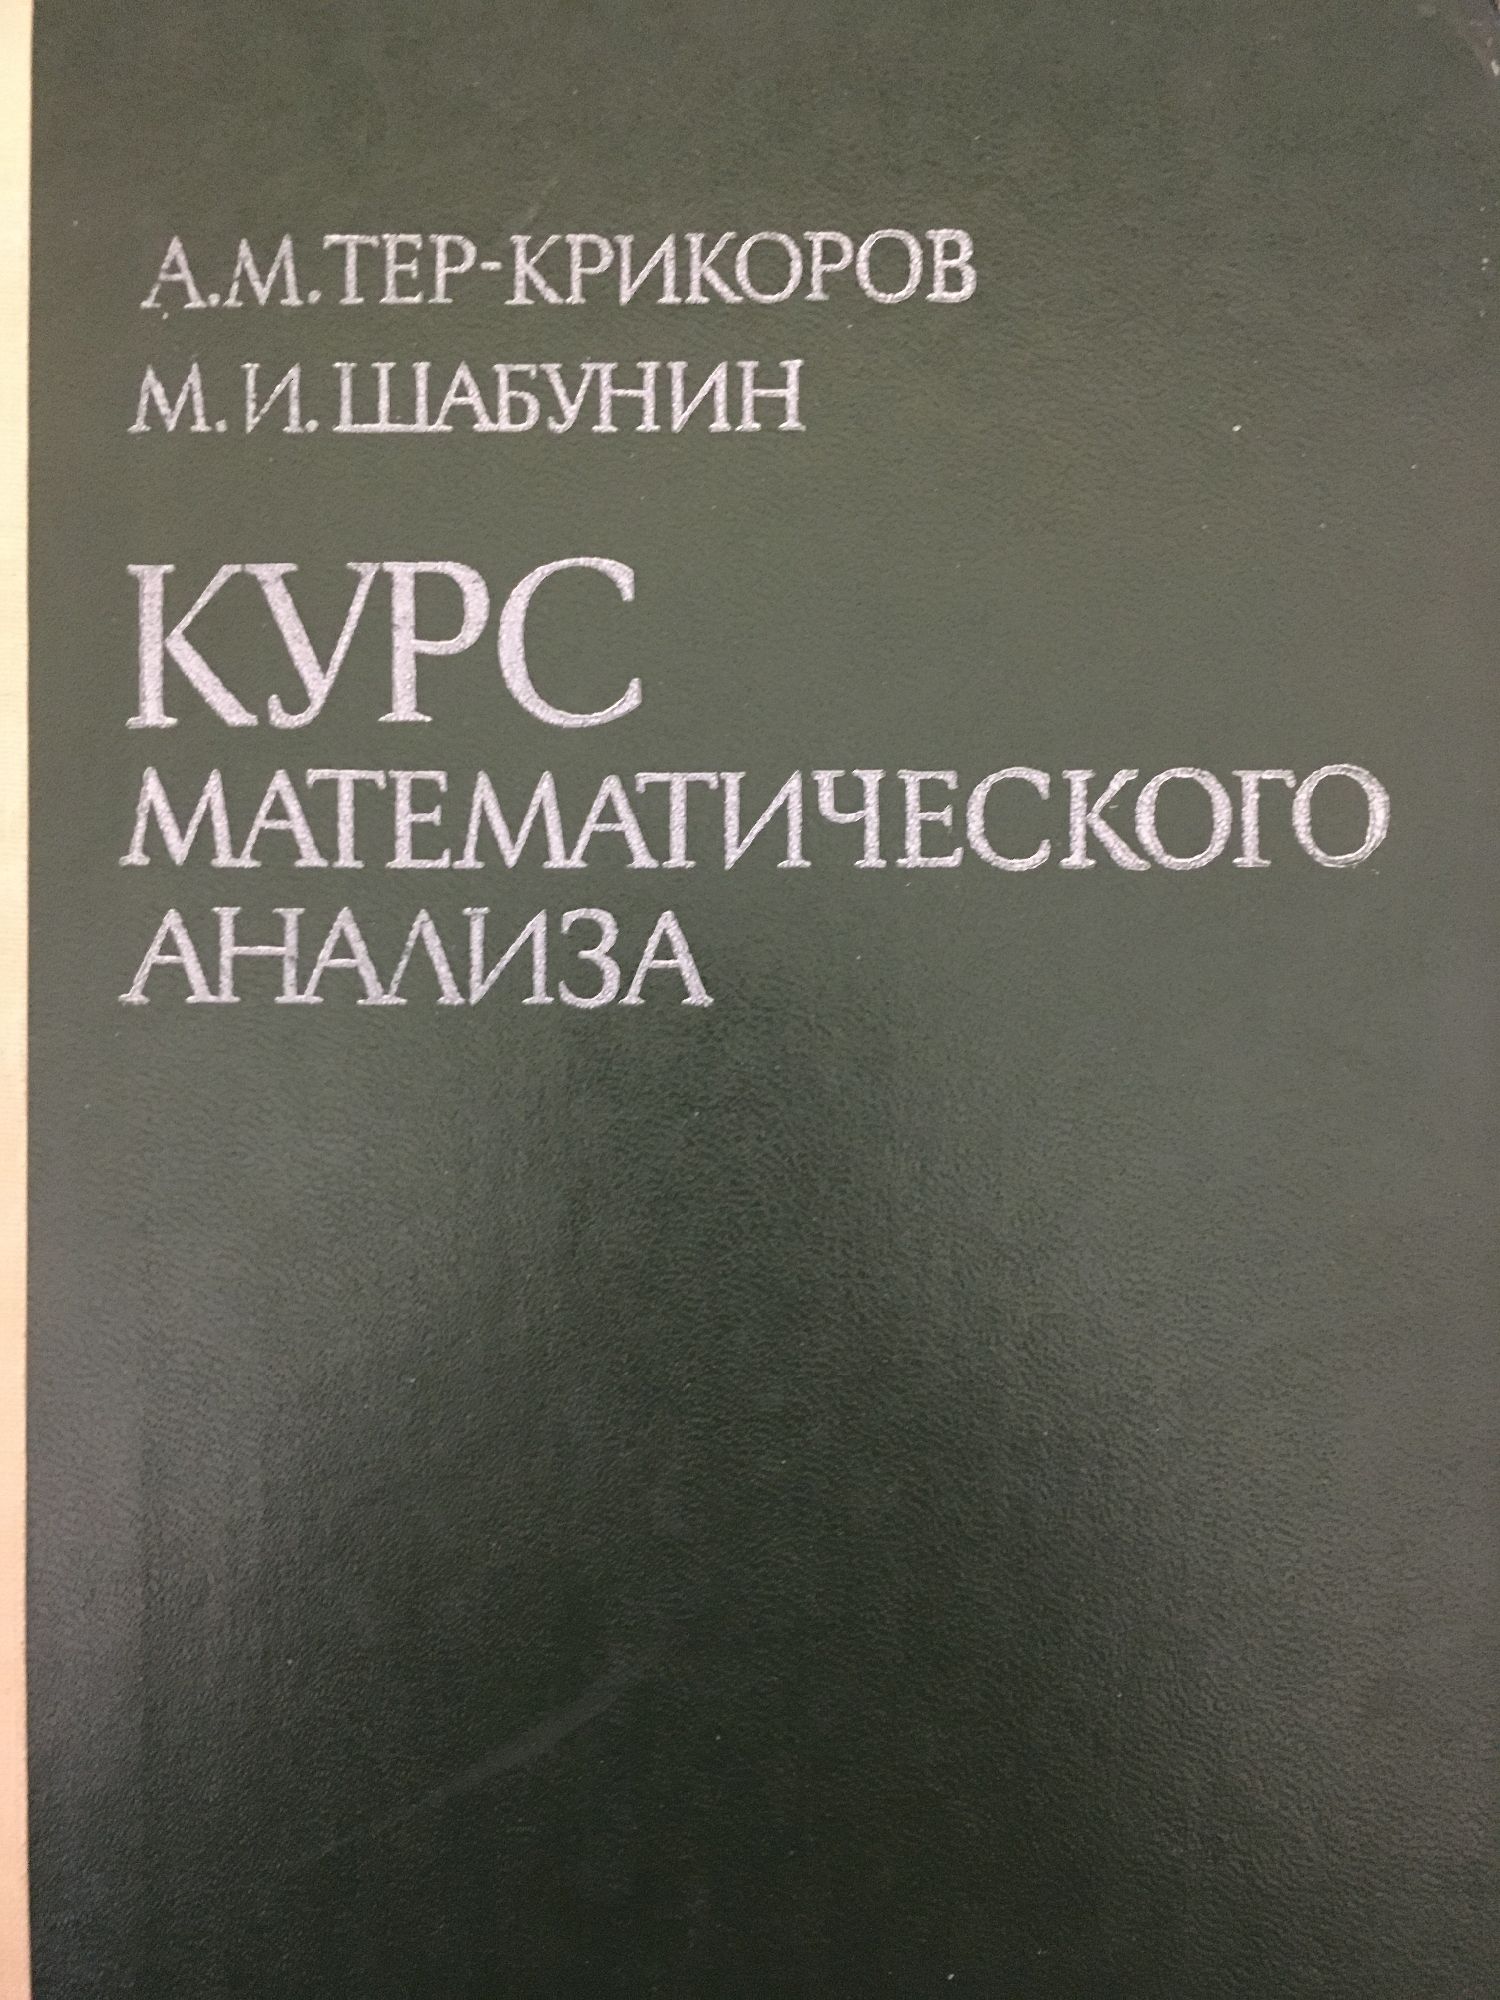 А.М.ТЕР-КРИКОРОВ
М.И.ШАБУНИН
КУРС
МАТЕМАТИЧЕСКОГО
АНАЛИЗА